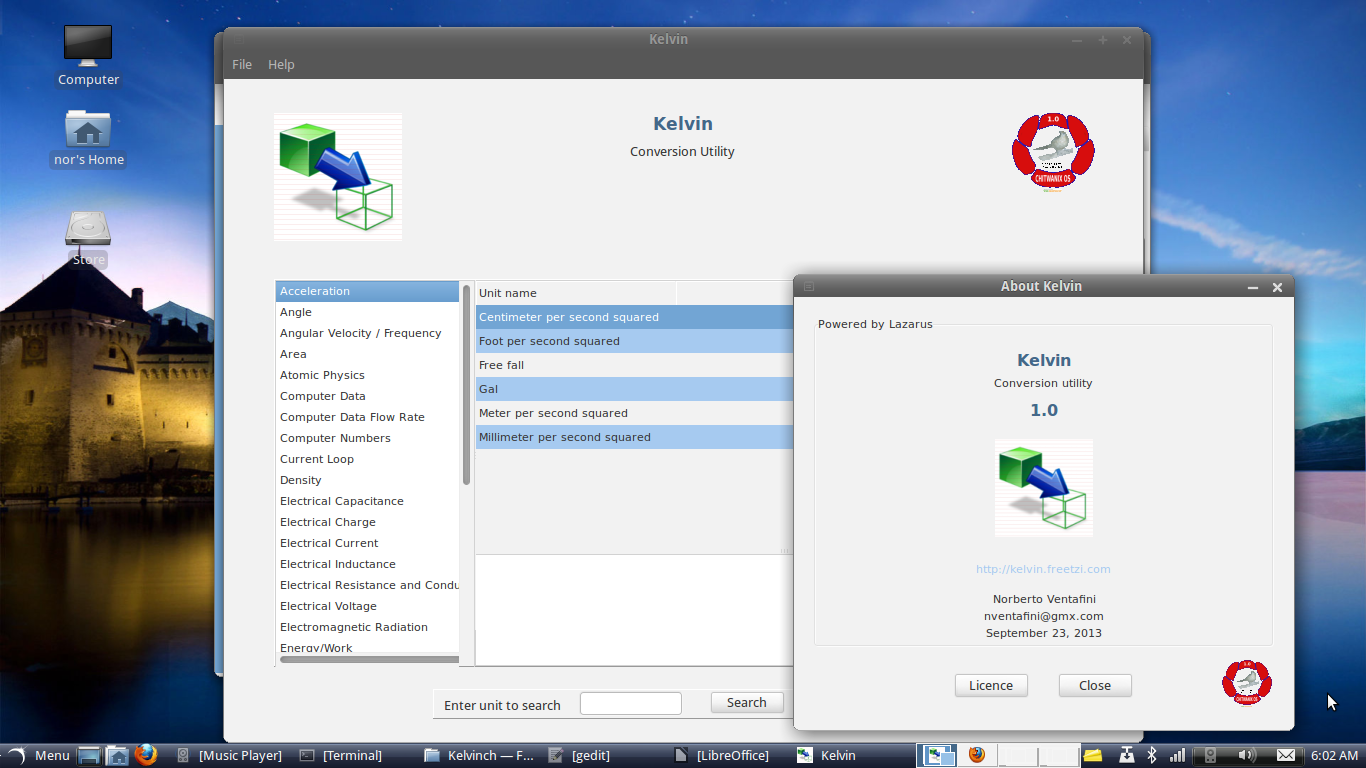 Computer
nor's Home
Store
Kelvin
File Help
Kelvin
Conversion Utility
1.0
CHITWANIX OS
Acceleration
Angle
Angular Velocity / Frequency
Area
Atomic Physics
Computer Data
Computer Data Flow Rate
Computer Numbers
Current Loop
Density
Electrical Capacitance
Electrical Charge
Electrical Current
Electrical Inductance
Electrical Resistance and Condu
Electrical Voltage
Electromagnetic Radiation
Energy/Work
Unit name
Centimeter per second squared
Foot per second squared
Free fall
Gal
Meter per second squared
Millimeter per second squared
Enter unit to search
Search
About Kelvin
Powered by Lazarus
Kelvin
Conversion utility
1.0
http://kelvin.freetzi.com
Norberto Ventafini
nventafini@gmx.com
September 23, 2013
Licence Close
1.0
CHITWANIX OS
Menu [Music Player] [Terminal] Kelvinch — F... [gedit] [LibreOffice] Kelvin 6:02 AM